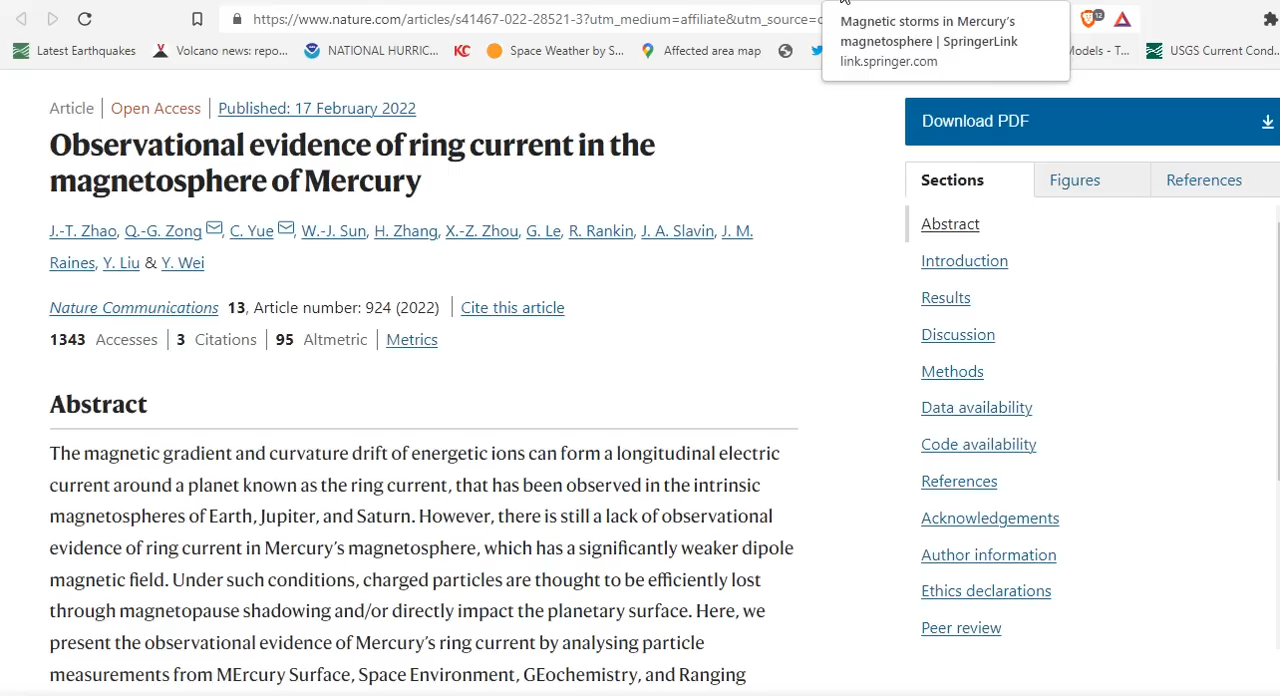 https://www.nature.com/articles/s41467-022-28521-3?utm_medium=affiliate&utm_source=c
12
Magnetic storms in Mercury's
magnetosphere | SpringerLink
link.springer.com
Latest Earthquakes
Volcano news: repo...
NATIONAL HURRIC...
KC
Space Weather by S...
Affected area map
Models - T...
USGS Current Cond...
Article | Open Access | Published: 17 February 2022
Observational evidence of ring current in the
magnetosphere of Mercury
J.-T. Zhao, Q.-G. Zong, C. Yue, W.-J. Sun, H. Zhang, X.-Z. Zhou, G. Le, R. Rankin, J. A. Slavin, J. M.
Raines, Y. Liu & Y. Wei
Nature Communications 13, Article number: 924 (2022) | Cite this article
1343 Accesses | 3 Citations | 95 Altmetric | Metrics
Abstract
The magnetic gradient and curvature drift of energetic ions can form a longitudinal electric
current around a planet known as the ring current, that has been observed in the intrinsic
magnetospheres of Earth, Jupiter, and Saturn. However, there is still a lack of observational
evidence of ring current in Mercury's magnetosphere, which has a significantly weaker dipole
magnetic field. Under such conditions, charged particles are thought to be efficiently lost
through magnetopause shadowing and/or directly impact the planetary surface. Here, we
present the observational evidence of Mercury's ring current by analysing particle
measurements from MErcury Surface, Space Environment, GEochemistry, and Ranging
Download PDF
Sections
Figures
References
Abstract
Introduction
Results
Discussion
Methods
Data availability
Code availability
References
Acknowledgements
Author information
Ethics declarations
Peer review